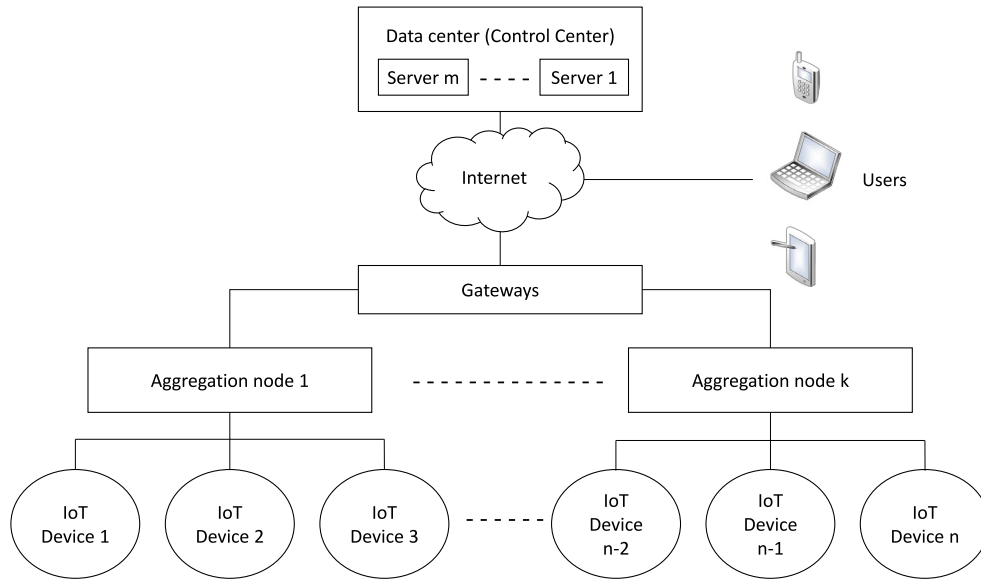 Data center (Control Center)
Server m
Server 1
Internet
Users
Gateways
Aggregation node 1
Aggregation node k
IoT
Device 1
IoT
Device 2
IoT
Device 3
IoT
Device
n-2
IoT
Device
n-1
IoT
Device n